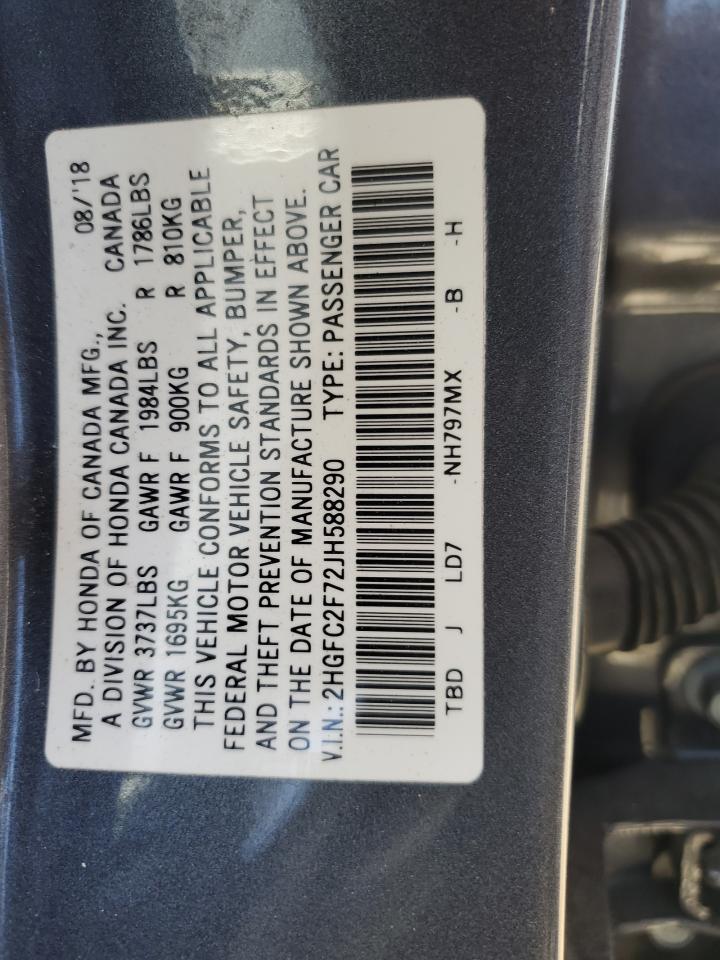 MFD. BY HONDA OF CANADA MFG., 08/'18
A DIVISION OF HONDA CANADA INC. CANADA
GVWR 3737LBS GAWR F 1984LBS R 1786LBS
GVWR 1695KG GAWR F 900KG R 810KG
THIS VEHICLE CONFORMS TO ALL APPLICABLE
FEDERAL MOTOR VEHICLE SAFETY, BUMPER,
AND THEFT PREVENTION STANDARDS IN EFFECT
ON THE DATE OF MANUFACTURE SHOWN ABOVE.
V.I.N.: 2HGFC2F72JH588290 TYPE: PASSENGER CAR
TBD J LD7 -NH797MX -B -H